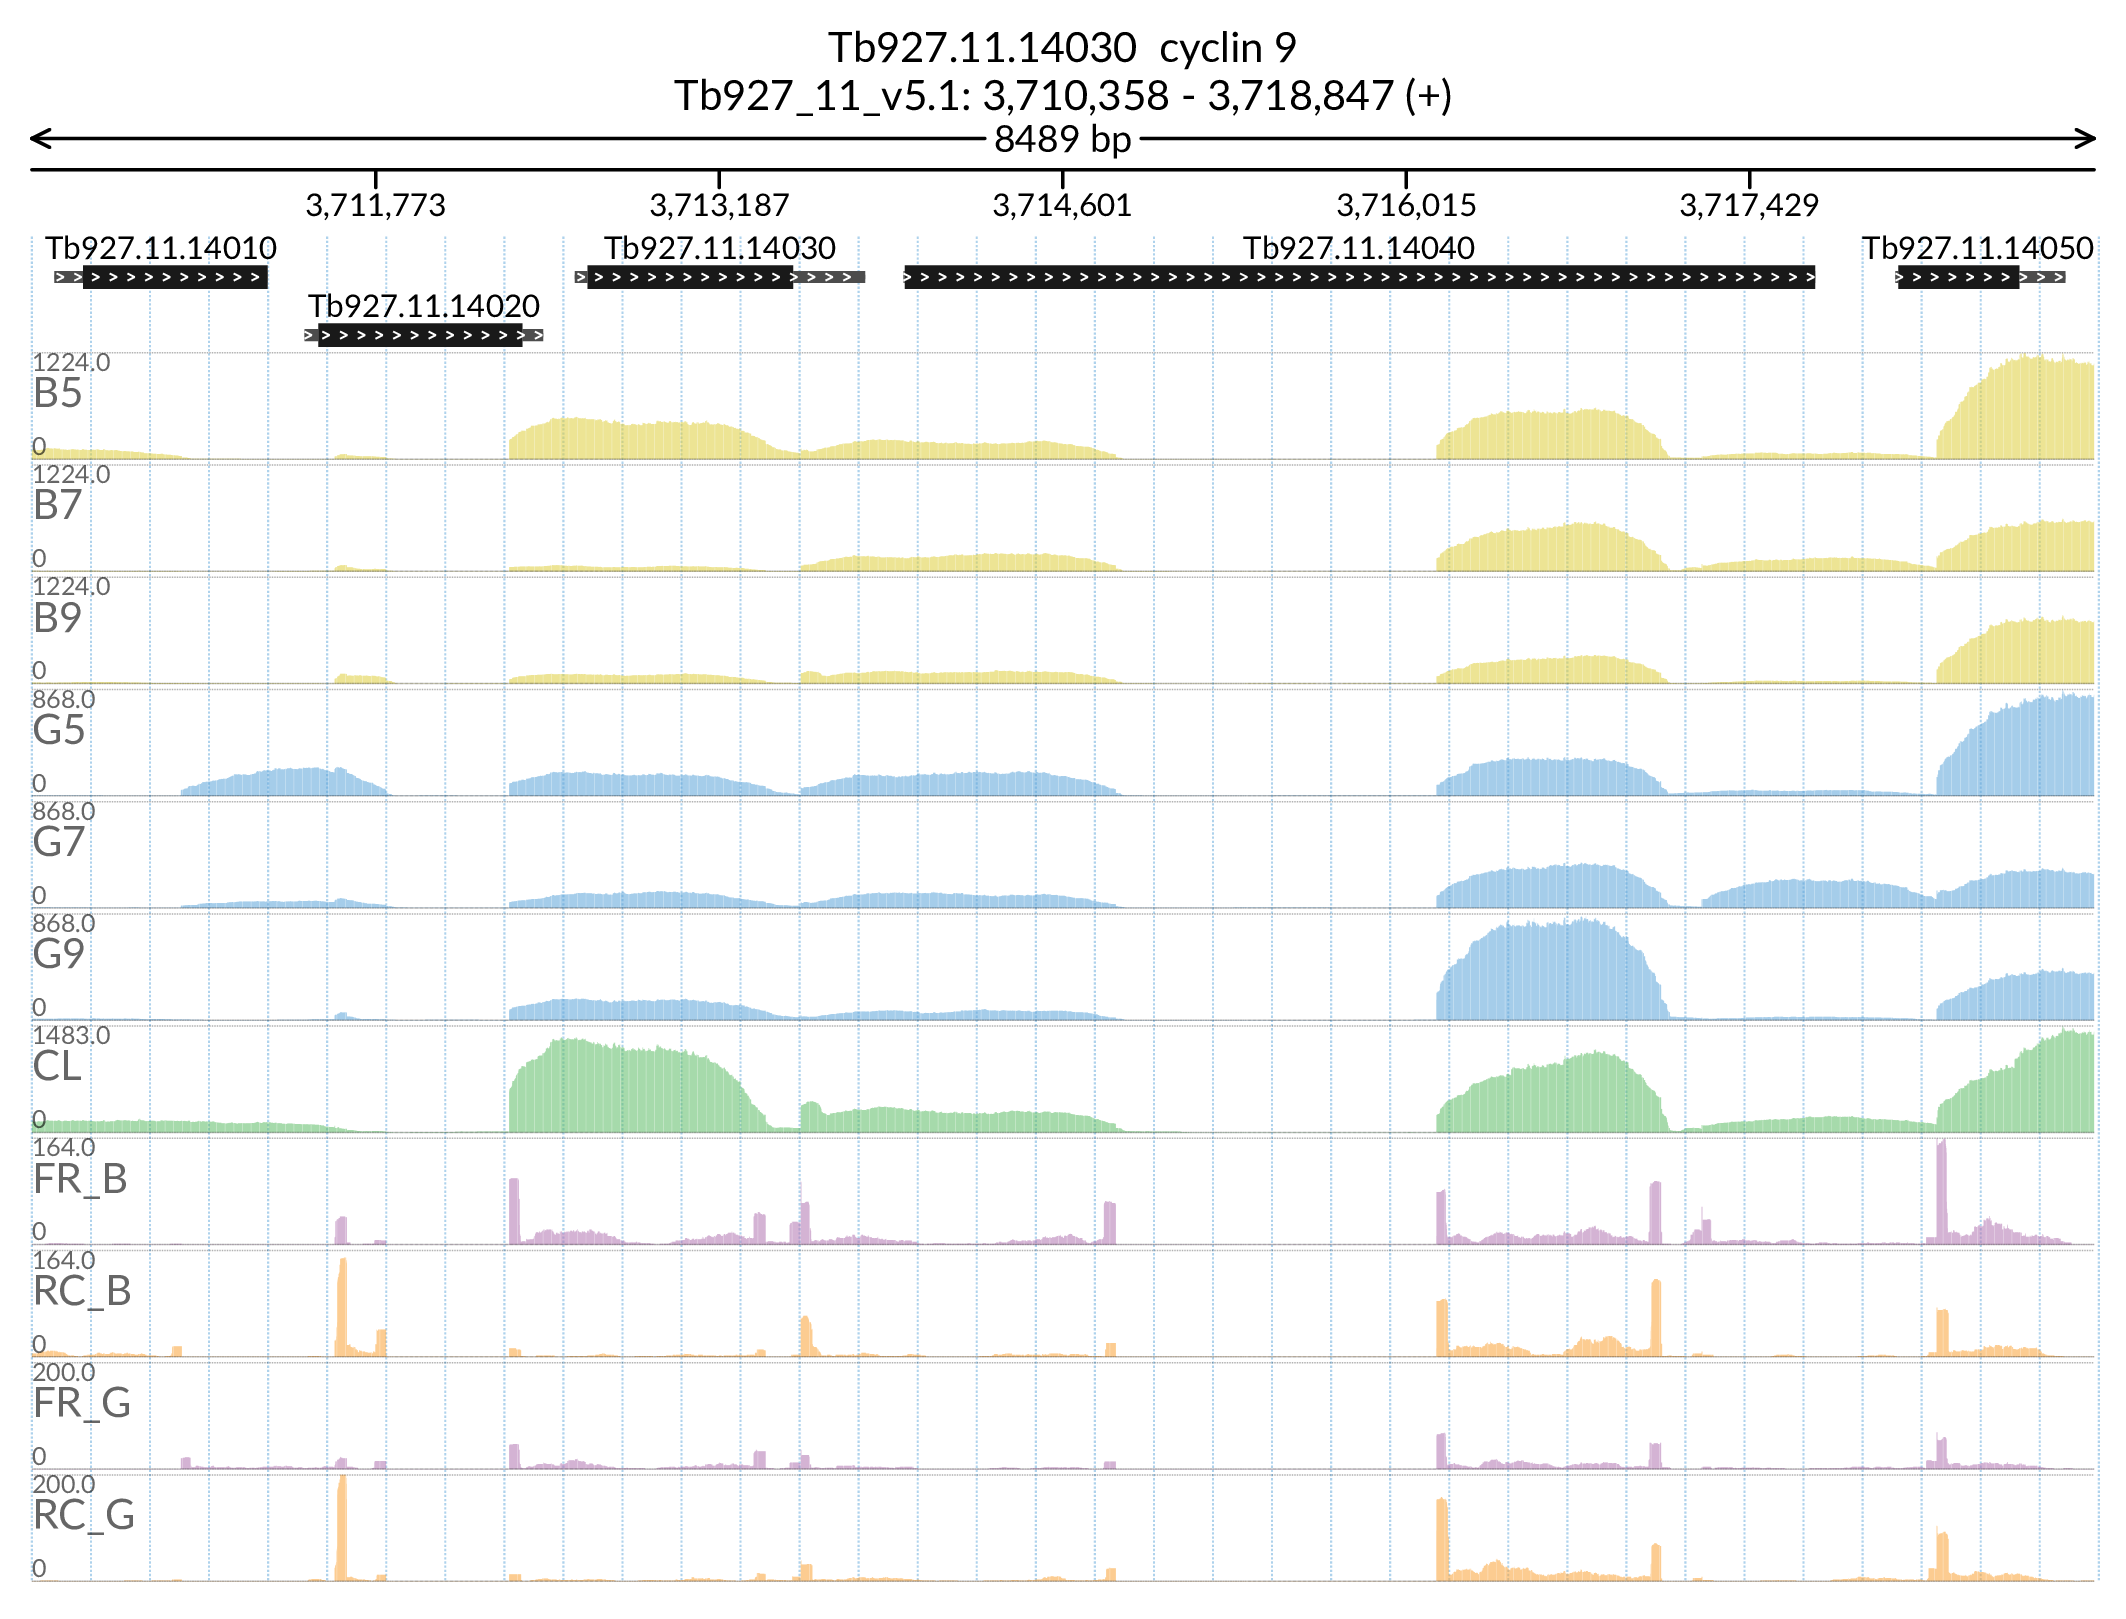 Tb927.11.14030  cyclin 9
Tb927_11_v5.1: 3,710,358 - 3,718,847 (+)
8489 bp
3,711,773 3,713,187 3,714,601 3,716,015 3,717,429
Tb927.11.14010 Tb927.11.14030 Tb927.11.14040 Tb927.11.14050
Tb927.11.14020
1224.0
B5
0
1224.0
B7
0
1224.0
B9
0
868.0
G5
0
868.0
G7
0
868.0
G9
0
1483.0
CL
0
164.0
FR_B
0
164.0
RC_B
0
200.0
FR_G
0
200.0
RC_G
0